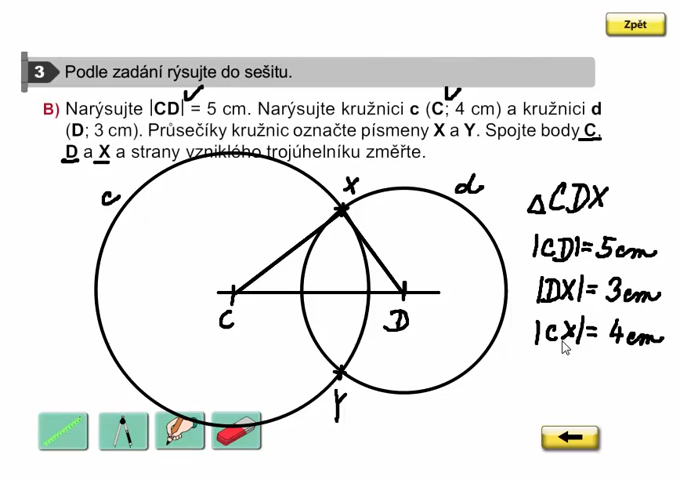 Zpět
3 Podle zadání rýsujte do sešitu.
B) Narýsujte |CD| = 5 cm. Narýsujte kružnici c (C; 4 cm) a kružnici d
(D; 3 cm). Průsečíky kružnic označte písmeny X a Y. Spojte body C,
D a X a strany vzniklého trojúhelníku změřte.
c
X
d
△CDX
|CD|= 5cm
|DX|= 3cm
C
D
|CX|= 4cm
Y